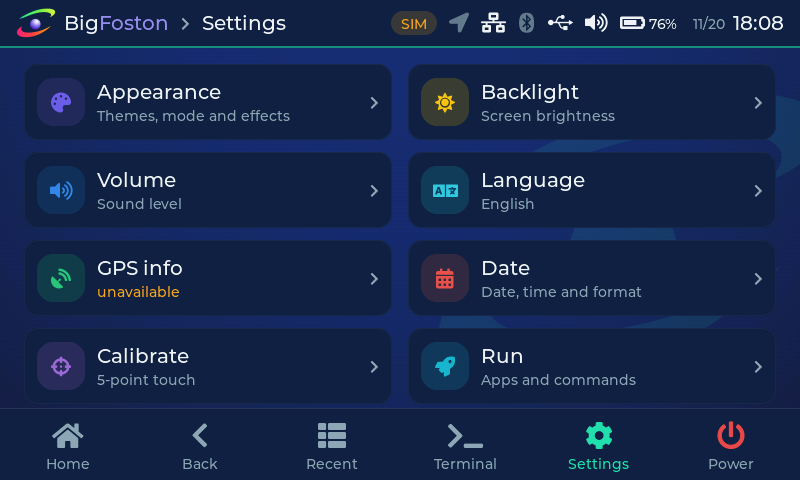 BigFoston > Settings
SIM 76% 11/20 18:08
Appearance
Themes, mode and effects
Backlight
Screen brightness
Volume
Sound level
Language
English
GPS info
unavailable
Date
Date, time and format
Calibrate
5-point touch
Run
Apps and commands
Home
Back
Recent
Terminal
Settings
Power